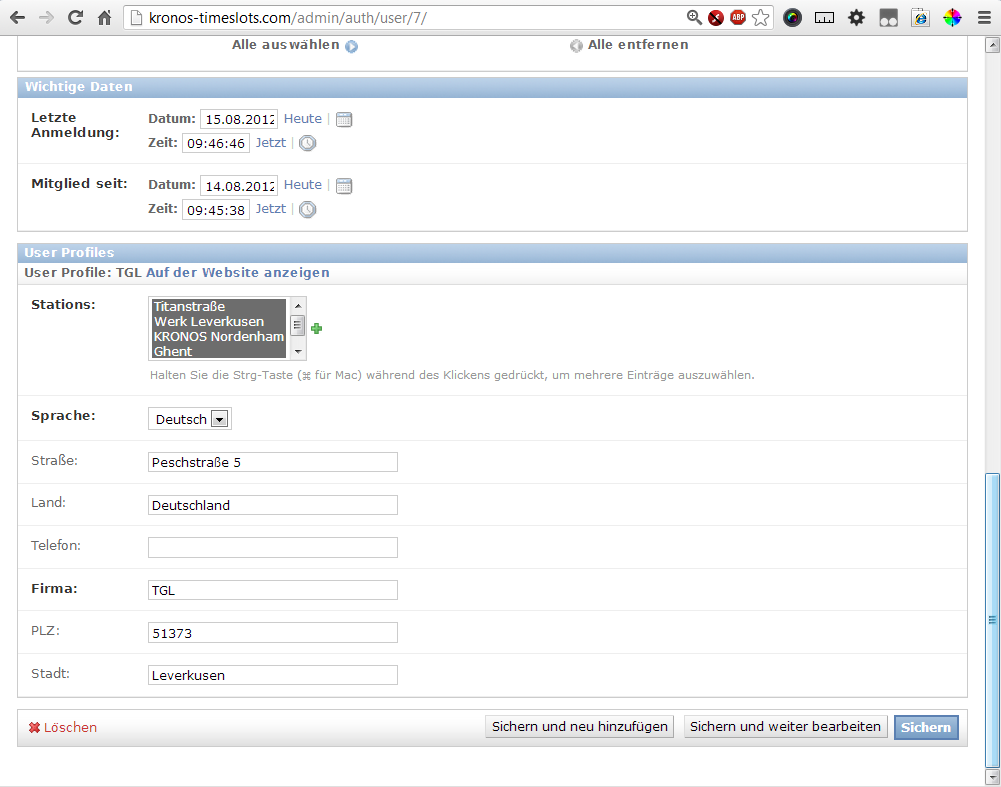 kronos-timeslots.com/admin/auth/user/7/
ABP
Alle auswählen Alle entfernen
Wichtige Daten
Letzte Anmeldung:
Datum: 15.08.2012 Heute |
Zeit: 09:46:46 Jetzt |
Mitglied seit:
Datum: 14.08.2012 Heute |
Zeit: 09:45:38 Jetzt |
User Profiles
User Profile: TGL Auf der Website anzeigen
Stations:
Titanstraße
Werk Leverkusen
KRONOS Nordenham
Ghent
Halten Sie die Strg-Taste (⌘ für Mac) während des Klickens gedrückt, um mehrere Einträge auszuwählen.
Sprache: Deutsch
Straße: Peschstraße 5
Land: Deutschland
Telefon:
Firma: TGL
PLZ: 51373
Stadt: Leverkusen
Löschen Sichern und neu hinzufügen Sichern und weiter bearbeiten Sichern